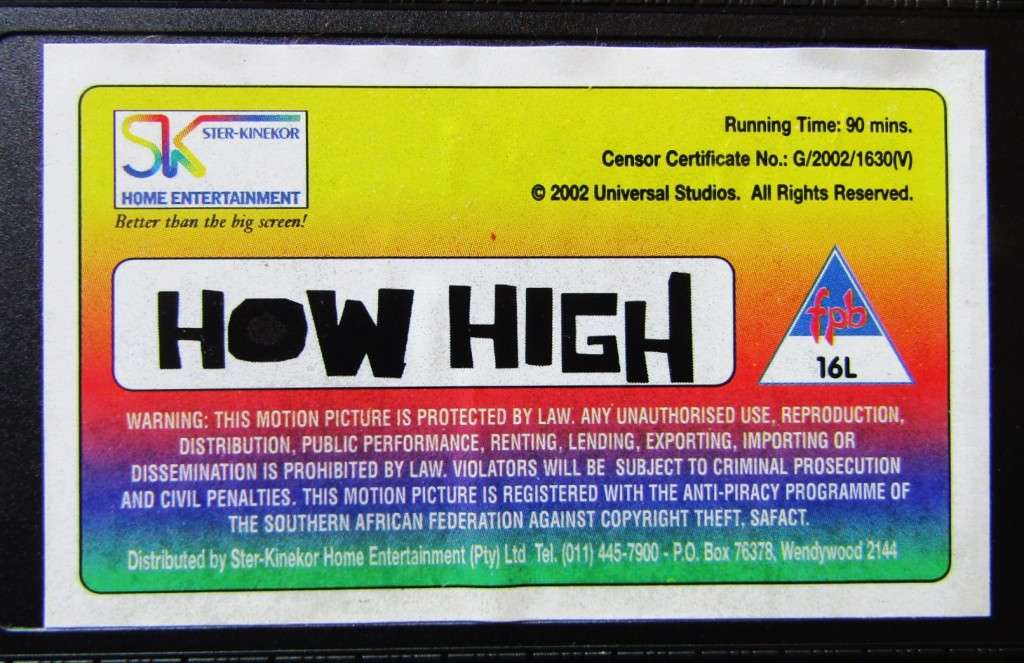 SK STER-KINEKOR
HOME ENTERTAINMENT
Better than the big screen!
Running Time: 90 mins.
Censor Certificate No.: G/2002/1630(V)
© 2002 Universal Studios. All Rights Reserved.
HOW HIGH
fpb
16L
WARNING: THIS MOTION PICTURE IS PROTECTED BY LAW. ANY UNAUTHORISED USE, REPRODUCTION,
DISTRIBUTION, PUBLIC PERFORMANCE, RENTING, LENDING, EXPORTING, IMPORTING OR
DISSEMINATION IS PROHIBITED BY LAW. VIOLATORS WILL BE SUBJECT TO CRIMINAL PROSECUTION
AND CIVIL PENALTIES. THIS MOTION PICTURE IS REGISTERED WITH THE ANTI-PIRACY PROGRAMME OF
THE SOUTHERN AFRICAN FEDERATION AGAINST COPYRIGHT THEFT, SAFACT.
Distributed by Ster-Kinekor Home Entertainment (Pty) Ltd Tel. (011) 445-7900 - P.O. Box 76378, Wendywood 2144